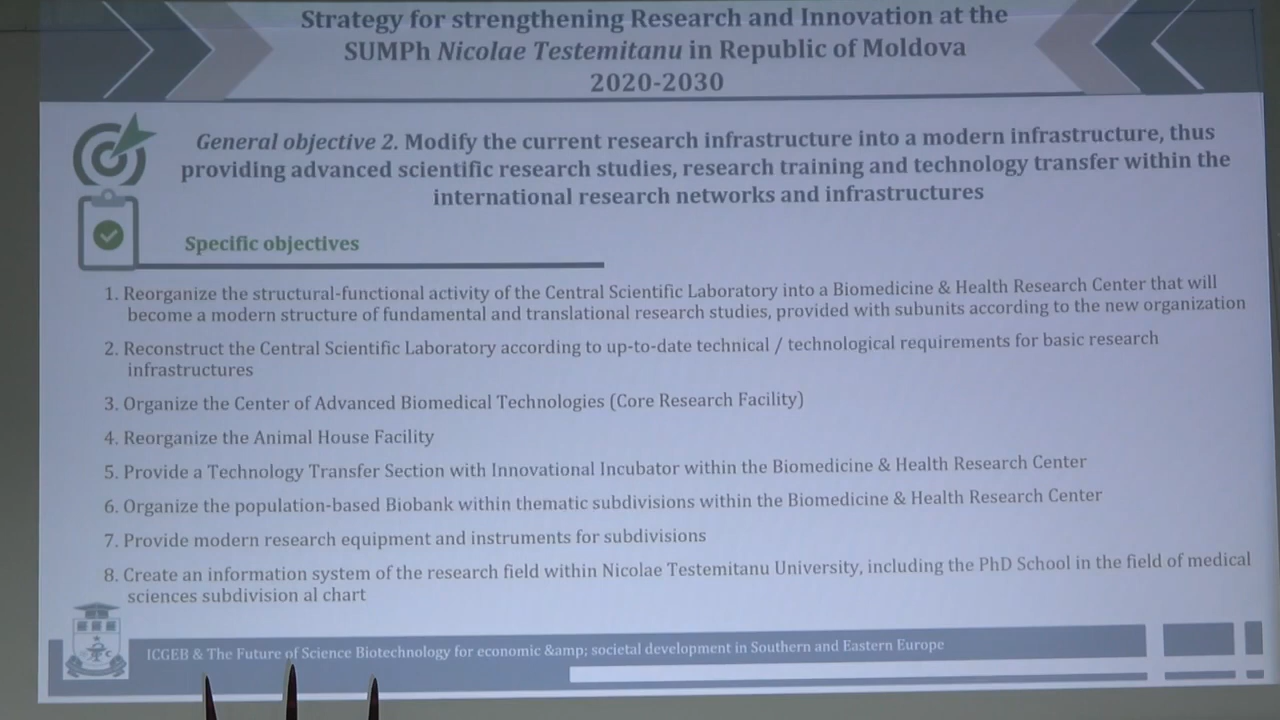 Strategy for strengthening Research and Innovation at the
SUMPh Nicolae Testemitanu in Republic of Moldova
2020-2030
General objective 2. Modify the current research infrastructure into a modern infrastructure, thus
providing advanced scientific research studies, research training and technology transfer within the
international research networks and infrastructures
Specific objectives
1. Reorganize the structural-functional activity of the Central Scientific Laboratory into a Biomedicine & Health Research Center that will
become a modern structure of fundamental and translational research studies, provided with subunits according to the new organization
2. Reconstruct the Central Scientific Laboratory according to up-to-date technical / technological requirements for basic research
infrastructures
3. Organize the Center of Advanced Biomedical Technologies (Core Research Facility)
4. Reorganize the Animal House Facility
5. Provide a Technology Transfer Section with Innovational Incubator within the Biomedicine & Health Research Center
6. Organize the population-based Biobank within thematic subdivisions within the Biomedicine & Health Research Center
7. Provide modern research equipment and instruments for subdivisions
8. Create an information system of the research field within Nicolae Testemitanu University, including the PhD School in the field of medical
sciences subdivision al chart
ICGEB & The Future of Science Biotechnology for economic &amp; societal development in Southern and Eastern Europe